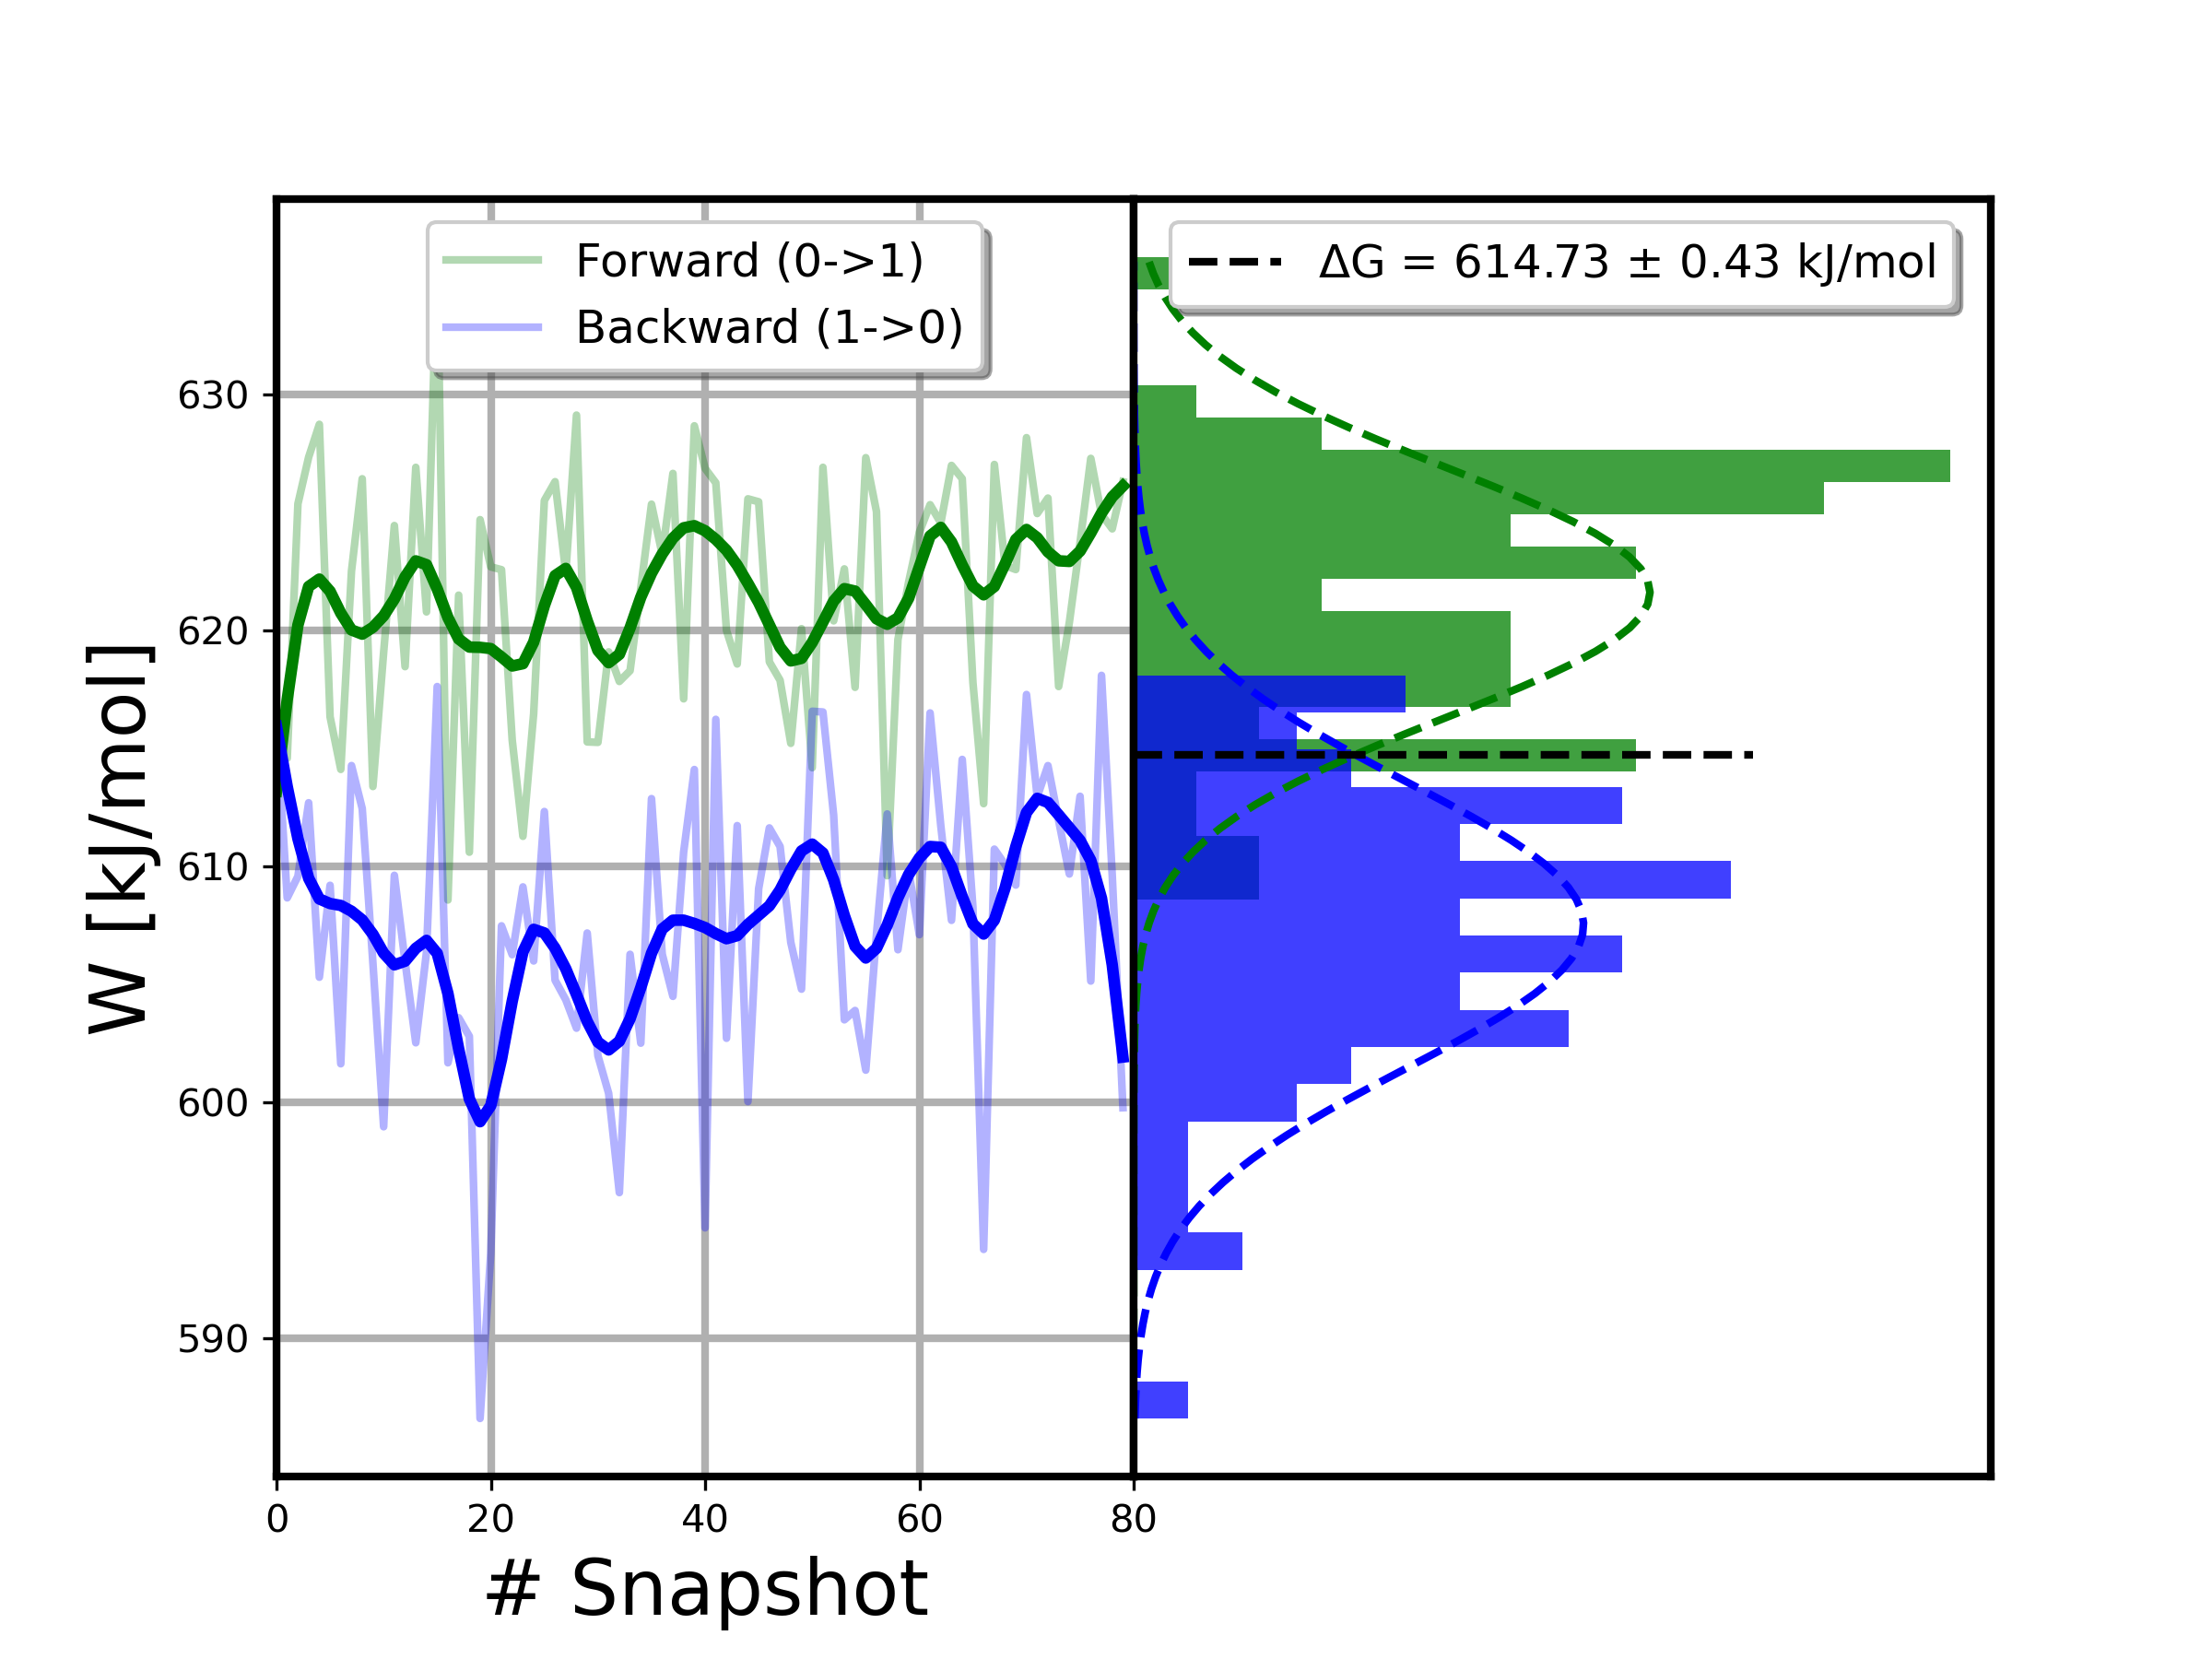 Forward (0->1)
Backward (1->0)
ΔG = 614.73 ± 0.43 kJ/mol
630
620
610
600
590
W [kJ/mol]
0 20 40 60 80
# Snapshot